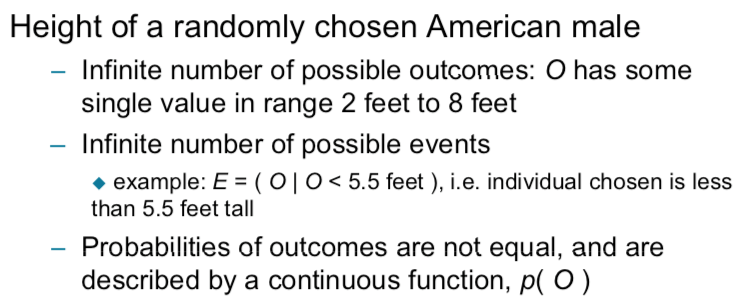 Height of a randomly chosen American male
– Infinite number of possible outcomes: O has some
single value in range 2 feet to 8 feet
– Infinite number of possible events
◆ example: E = ( O | O < 5.5 feet ), i.e. individual chosen is less
than 5.5 feet tall
– Probabilities of outcomes are not equal, and are
described by a continuous function, p( O )